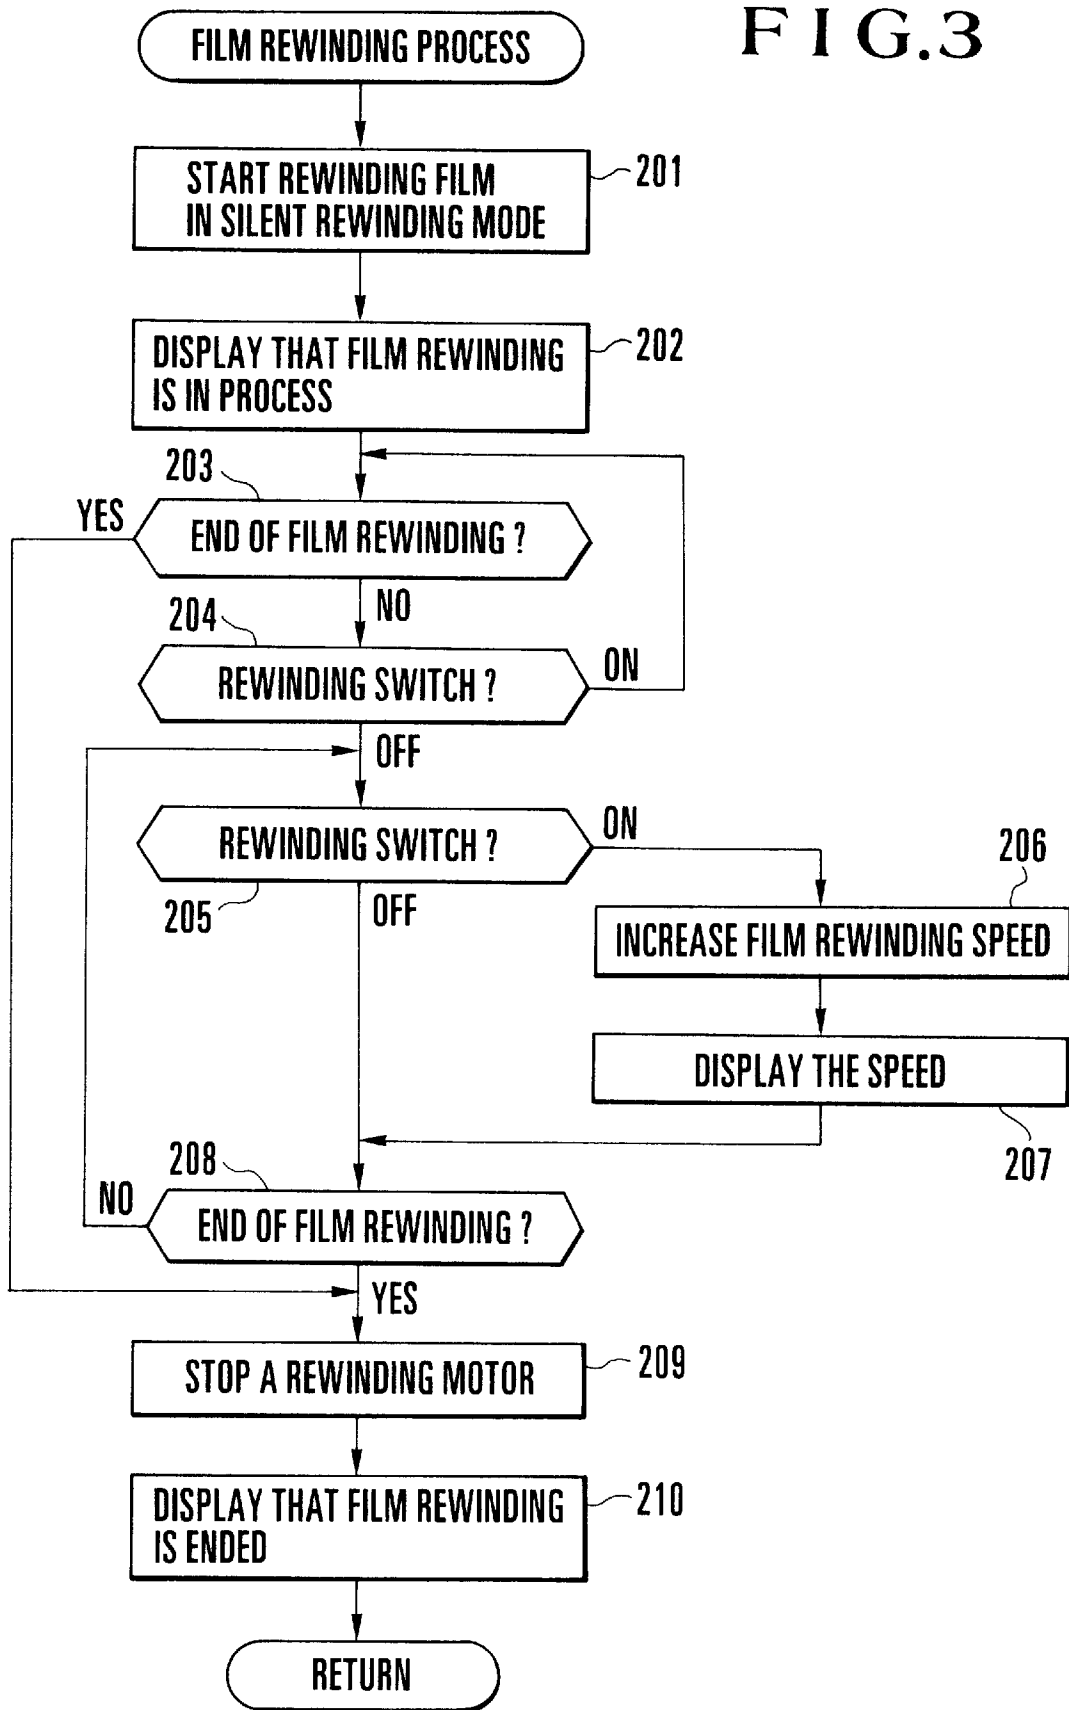 FIG.3
FILM REWINDING PROCESS
START REWINDING FILM
IN SILENT REWINDING MODE
201
DISPLAY THAT FILM REWINDING
IS IN PROCESS
202
203
YES
END OF FILM REWINDING ?
NO
204
REWINDING SWITCH ?
ON
OFF
REWINDING SWITCH ?
ON
205
OFF
206
INCREASE FILM REWINDING SPEED
DISPLAY THE SPEED
207
208
NO
END OF FILM REWINDING ?
YES
STOP A REWINDING MOTOR
209
DISPLAY THAT FILM REWINDING
IS ENDED
210
RETURN